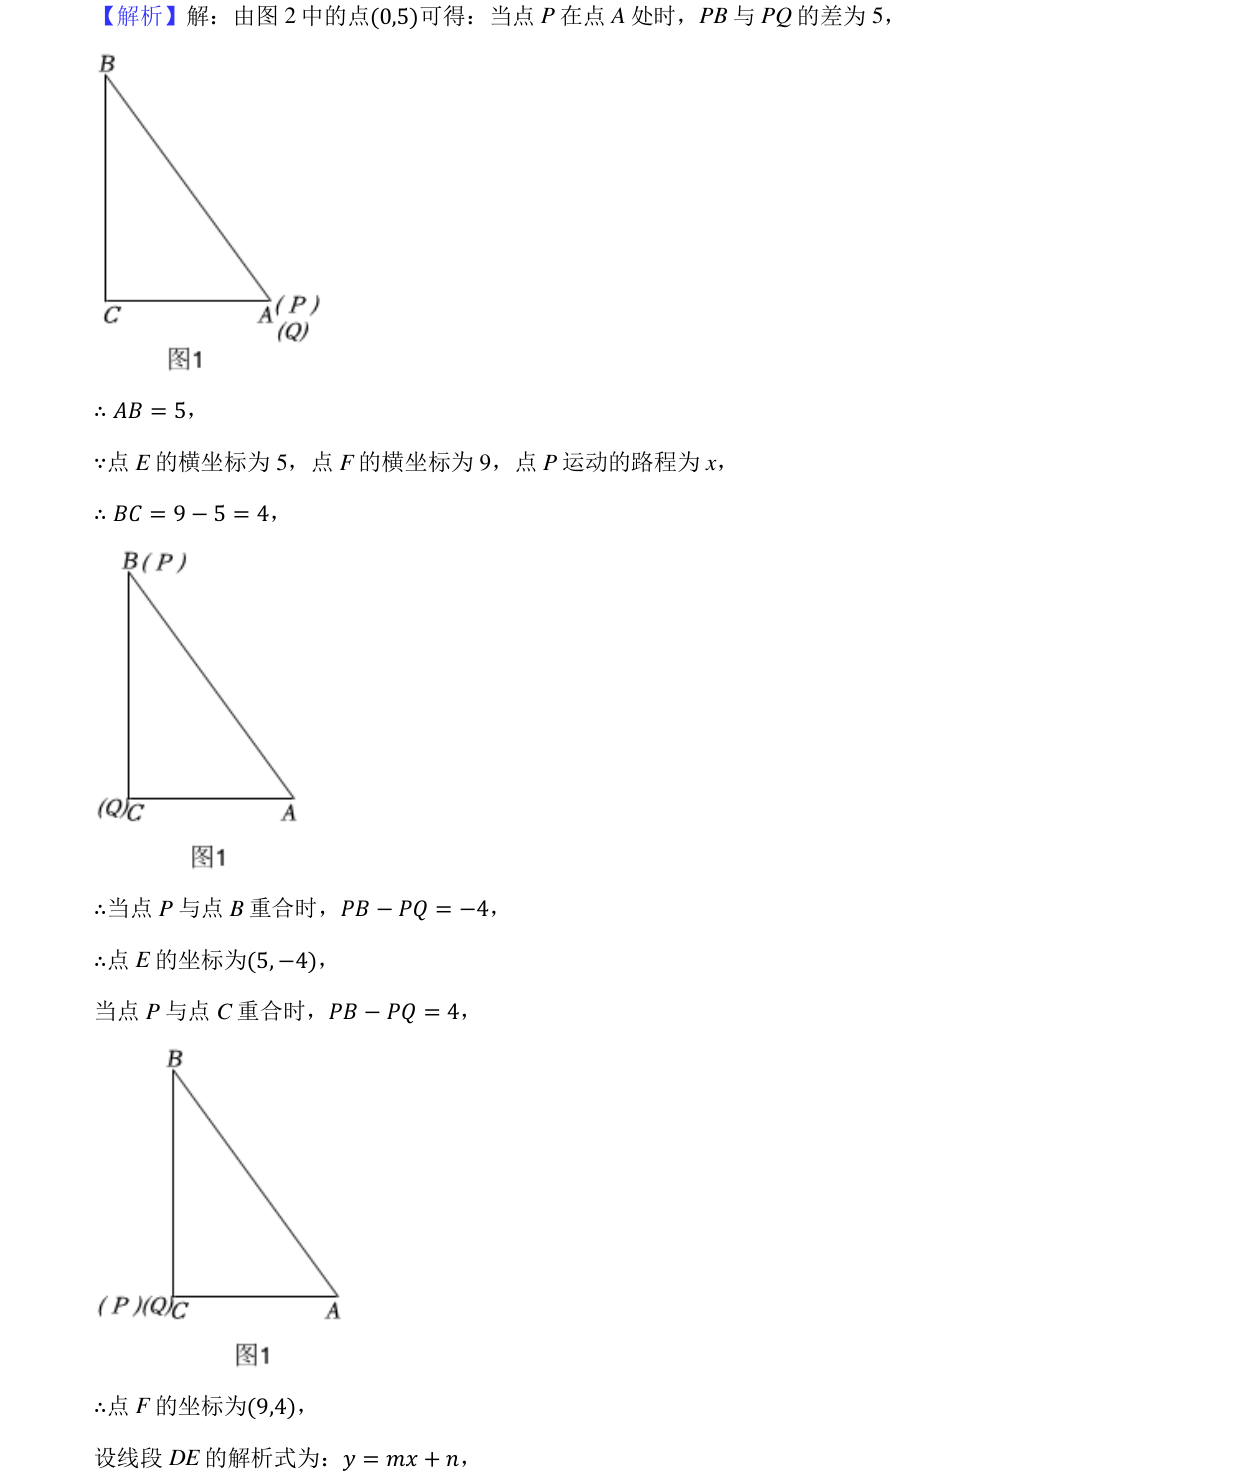 【解析】解：由图 2 中的点(0,5)可得：当点 P 在点 A 处时，PB 与 PQ 的差为 5，
B
C
A
( P )
(Q)
图1
∴ AB = 5，
∵点 E 的横坐标为 5，点 F 的横坐标为 9，点 P 运动的路程为 x，
∴ BC = 9 − 5 = 4，
B ( P )
(Q)C
A
图1
∴当点 P 与点 B 重合时，PB − PQ = −4，
∴点 E 的坐标为(5, −4)，
当点 P 与点 C 重合时，PB − PQ = 4，
B
( P )(Q)C
A
图1
∴点 F 的坐标为(9,4)，
设线段 DE 的解析式为：y = mx + n，